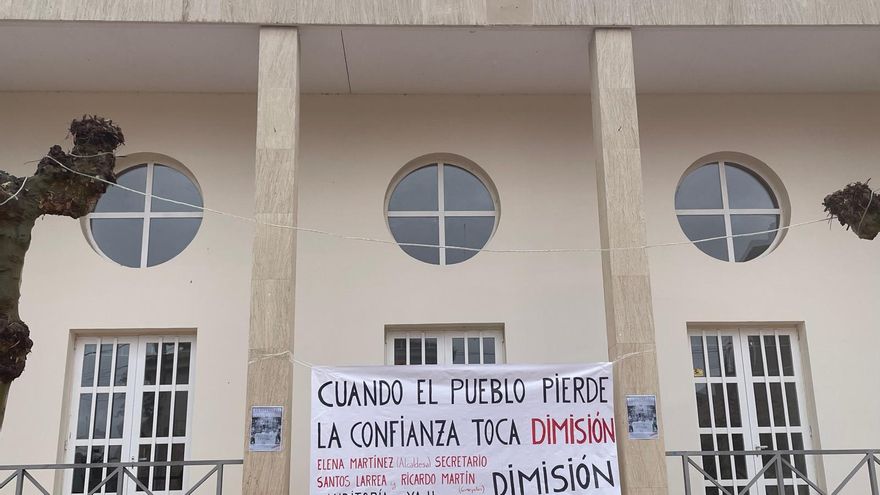 CUANDO EL PUEBLO PIERDE
LA CONFIANZA TOCA DIMISIÓN
ELENA MARTÍNEZ (Alcaldesa) SECRETARIO
SANTOS LARREA y RICARDO MARTÍN
DIMISIÓN